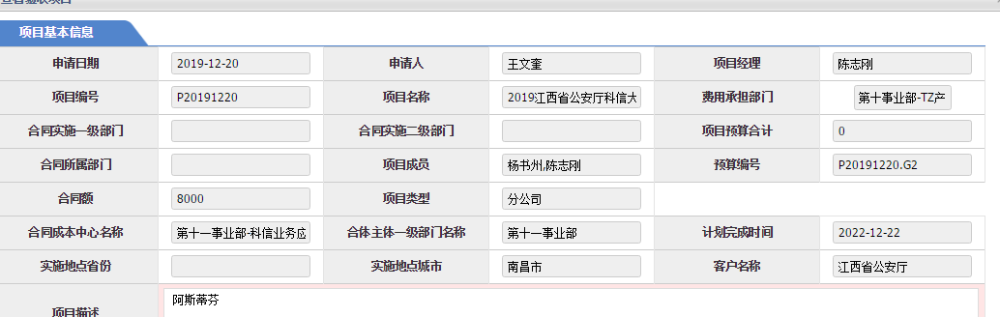 项目基本信息
申请日期 2019-12-20 申请人 王文奎 项目经理 陈志刚
项目编号 P20191220 项目名称 2019江西省公安厅科信大 费用承担部门 第十事业部-TZ产
合同实施一级部门 合同实施二级部门 项目预算合计 0
合同所属部门 项目成员 杨书州,陈志刚 预算编号 P20191220.G2
合同额 8000 项目类型 分公司
合同成本中心名称 第十一事业部-科信业务应 合体主体一级部门名称 第十一事业部 计划完成时间 2022-12-22
实施地点省份 实施地点城市 南昌市 客户名称 江西省公安厅
项目描述 阿斯蒂芬